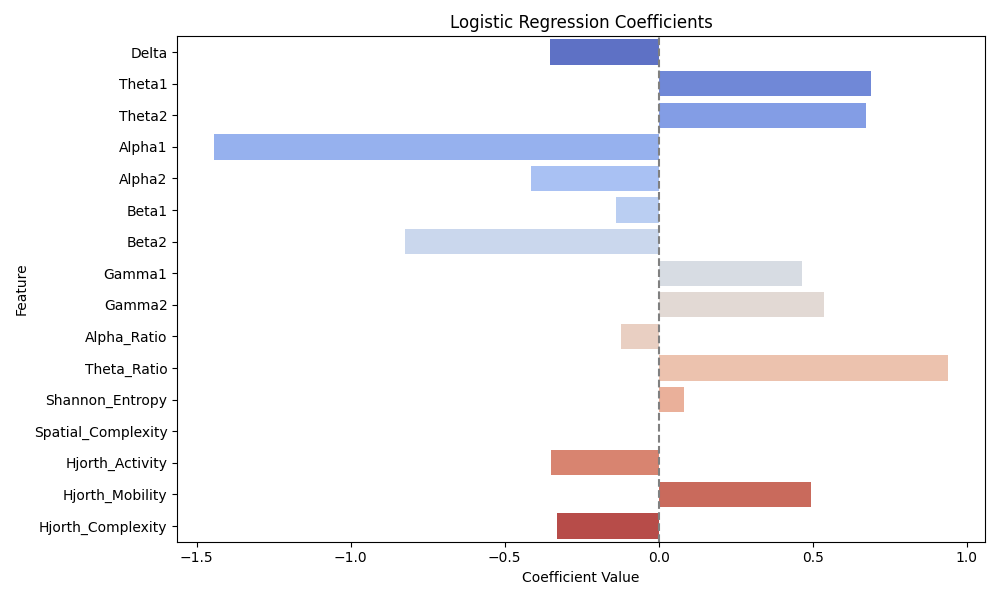 Logistic Regression Coefficients
Delta
Theta1
Theta2
Alpha1
Alpha2
Beta1
Beta2
Gamma1
Gamma2
Alpha_Ratio
Theta_Ratio
Shannon_Entropy
Spatial_Complexity
Hjorth_Activity
Hjorth_Mobility
Hjorth_Complexity
Feature
−1.5 −1.0 −0.5 0.0 0.5 1.0
Coefficient Value